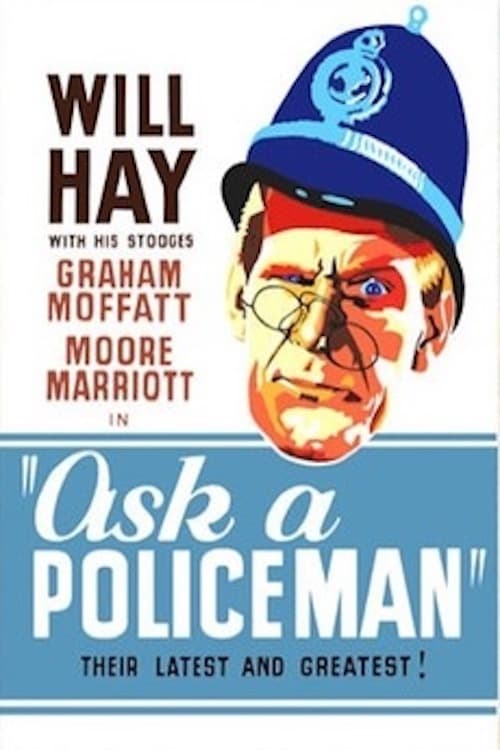 WILL
HAY
WITH HIS STOOGES
GRAHAM
MOFFATT
MOORE
MARRIOTT
IN
"Ask a
POLICEMAN"
THEIR LATEST AND GREATEST!